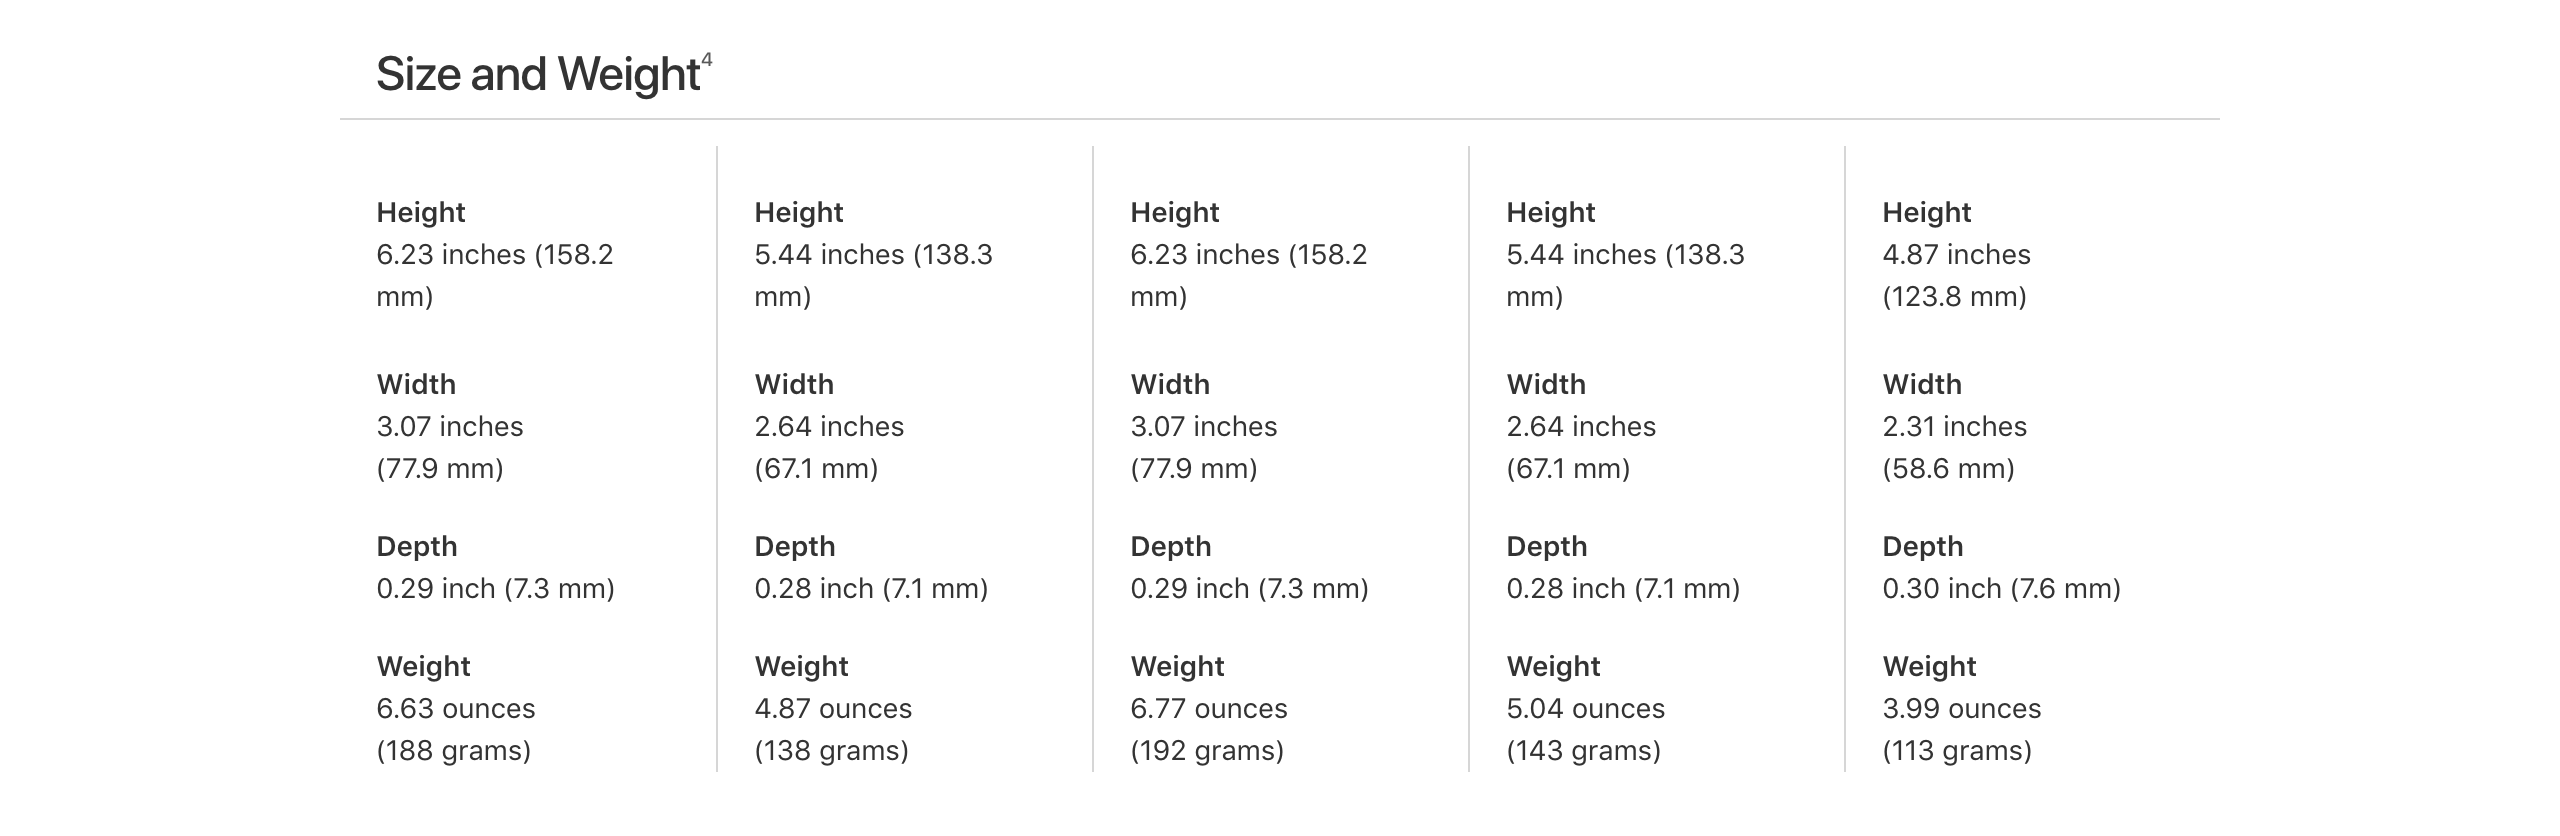 Size and Weight4
Height
6.23 inches (158.2
mm)
Width
3.07 inches
(77.9 mm)
Depth
0.29 inch (7.3 mm)
Weight
6.63 ounces
(188 grams)
Height
5.44 inches (138.3
mm)
Width
2.64 inches
(67.1 mm)
Depth
0.28 inch (7.1 mm)
Weight
4.87 ounces
(138 grams)
Height
6.23 inches (158.2
mm)
Width
3.07 inches
(77.9 mm)
Depth
0.29 inch (7.3 mm)
Weight
6.77 ounces
(192 grams)
Height
5.44 inches (138.3
mm)
Width
2.64 inches
(67.1 mm)
Depth
0.28 inch (7.1 mm)
Weight
5.04 ounces
(143 grams)
Height
4.87 inches
(123.8 mm)
Width
2.31 inches
(58.6 mm)
Depth
0.30 inch (7.6 mm)
Weight
3.99 ounces
(113 grams)